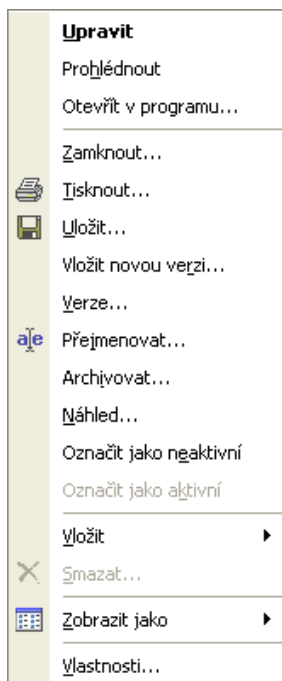 Upravit
Prohlédnout
Otevřít v programu...
Zamknout...
Tisknout...
Uložit...
Vložit novou verzi...
Verze...
Přejmenovat...
Archivovat...
Náhled...
Označit jako neaktivní
Označit jako aktivní
Vložit
Smazat...
Zobrazit jako
Vlastnosti...